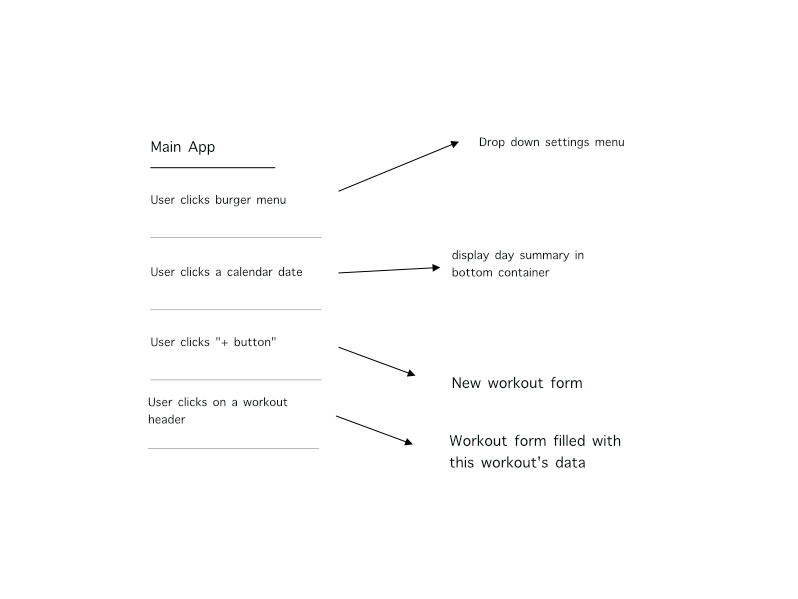 Main App
Drop down settings menu
User clicks burger menu
display day summary in
bottom container
User clicks a calendar date
User clicks "+ button"
New workout form
User clicks on a workout
header
Workout form filled with
this workout's data